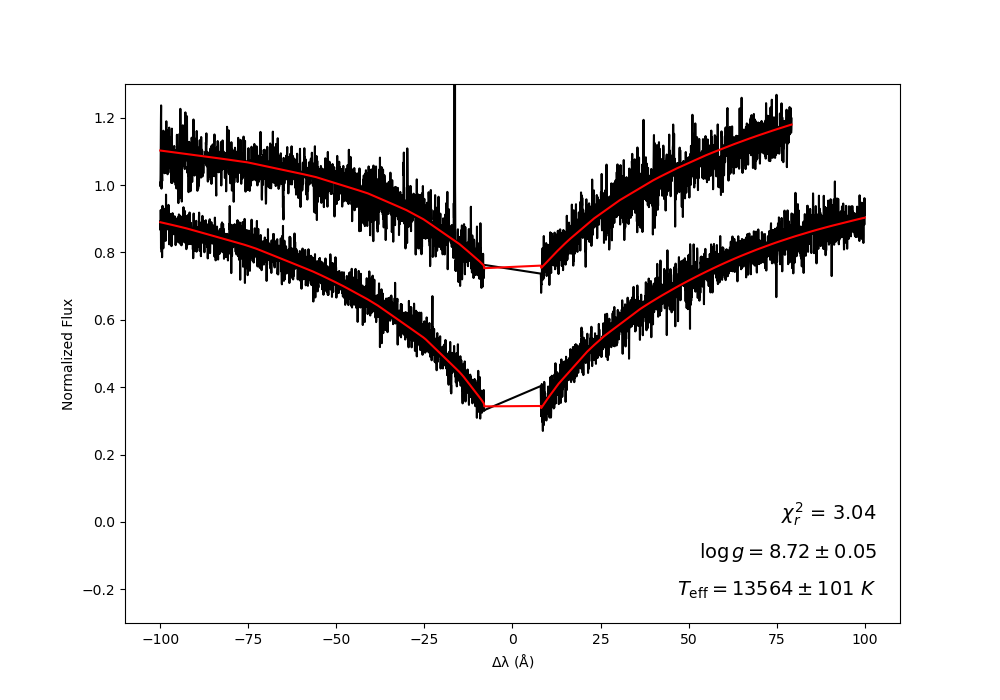 1.2
1.0
0.8
0.6
0.4
0.2
0.0
−0.2
Normalized Flux
χ²ᵣ = 3.04
log g = 8.72 ± 0.05
T_eff = 13564 ± 101 K
−100 −75 −50 −25 0 25 50 75 100
Δλ (Å)